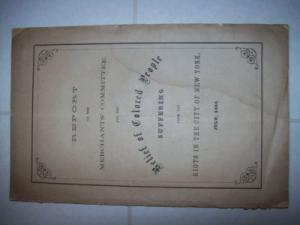 REPORT
OF THE
MERCHANTS' COMMITTEE
FOR THE
Relief of Colored People
SUFFERING
FROM THE
RIOTS IN THE CITY OF NEW YORK.
JULY, 1863.